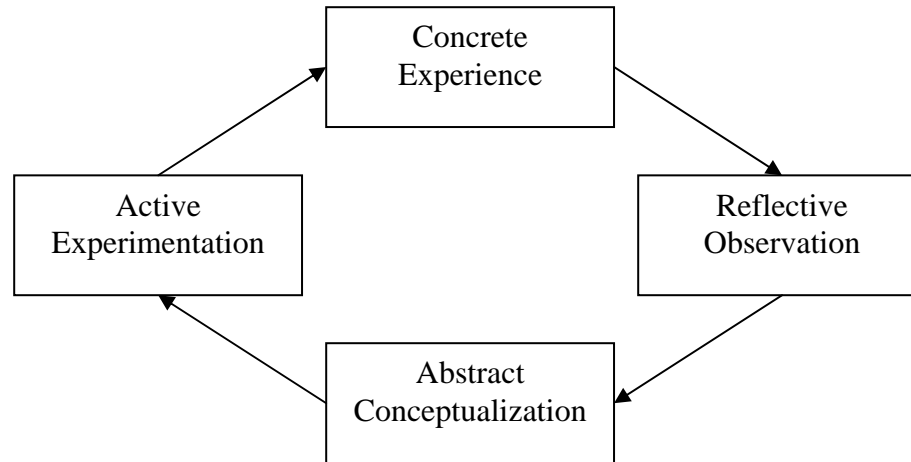 Concrete
Experience
Active
Experimentation
Reflective
Observation
Abstract
Conceptualization